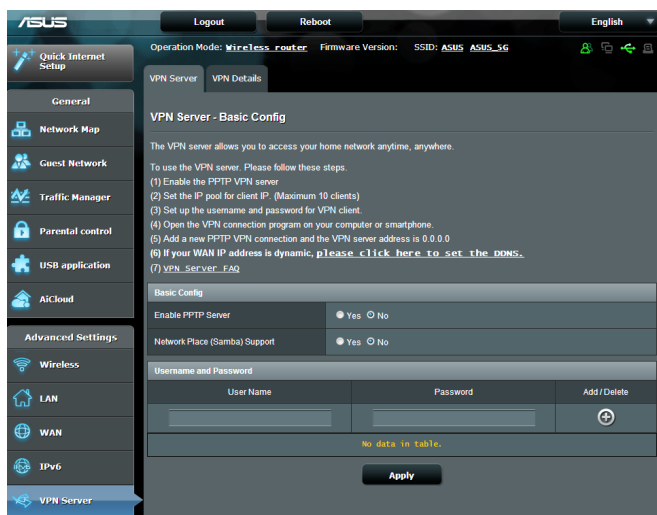 ASUS
Logout
Reboot
English
Quick Internet
Setup
Operation Mode: Wireless router Firmware Version: SSID: ASUS ASUS_5G
VPN Server
VPN Details
General
Network Map
Guest Network
Traffic Manager
Parental control
USB application
AiCloud
Advanced Settings
Wireless
LAN
WAN
IPv6
VPN Server
VPN Server - Basic Config
The VPN server allows you to access your home network anytime, anywhere.
To use the VPN server. Please follow these steps.
(1) Enable the PPTP VPN server
(2) Set the IP pool for client IP. (Maximum 10 clients)
(3) Set up the username and password for VPN client.
(4) Open the VPN connection program on your computer or smartphone.
(5) Add a new PPTP VPN connection and the VPN server address is 0.0.0.0
(6) If your WAN IP address is dynamic, please click here to set the DDNS.
(7) VPN Server FAQ
Basic Config
Enable PPTP Server Yes No
Network Place (Samba) Support Yes No
Username and Password
User Name Password Add / Delete
No data in table.
Apply